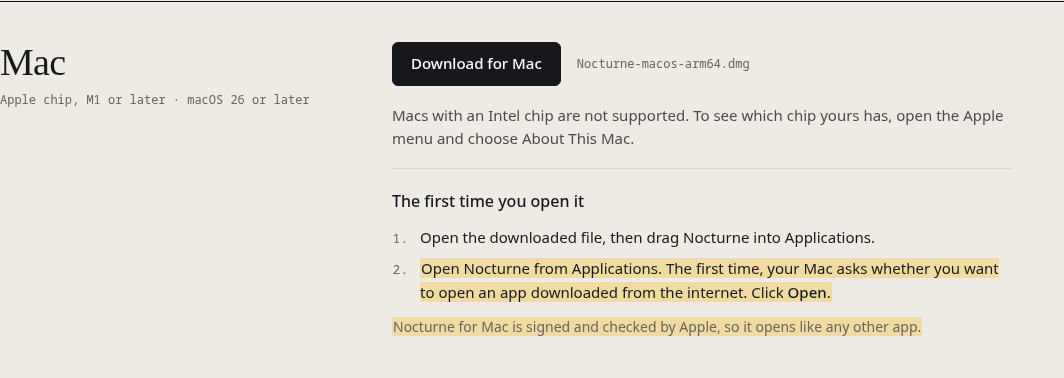 Mac
Apple chip, M1 or later · macOS 26 or later
Download for Mac
Nocturne-macos-arm64.dmg
Macs with an Intel chip are not supported. To see which chip yours has, open the Apple
menu and choose About This Mac.
The first time you open it
1. Open the downloaded file, then drag Nocturne into Applications.
2. Open Nocturne from Applications. The first time, your Mac asks whether you want
to open an app downloaded from the internet. Click Open.
Nocturne for Mac is signed and checked by Apple, so it opens like any other app.